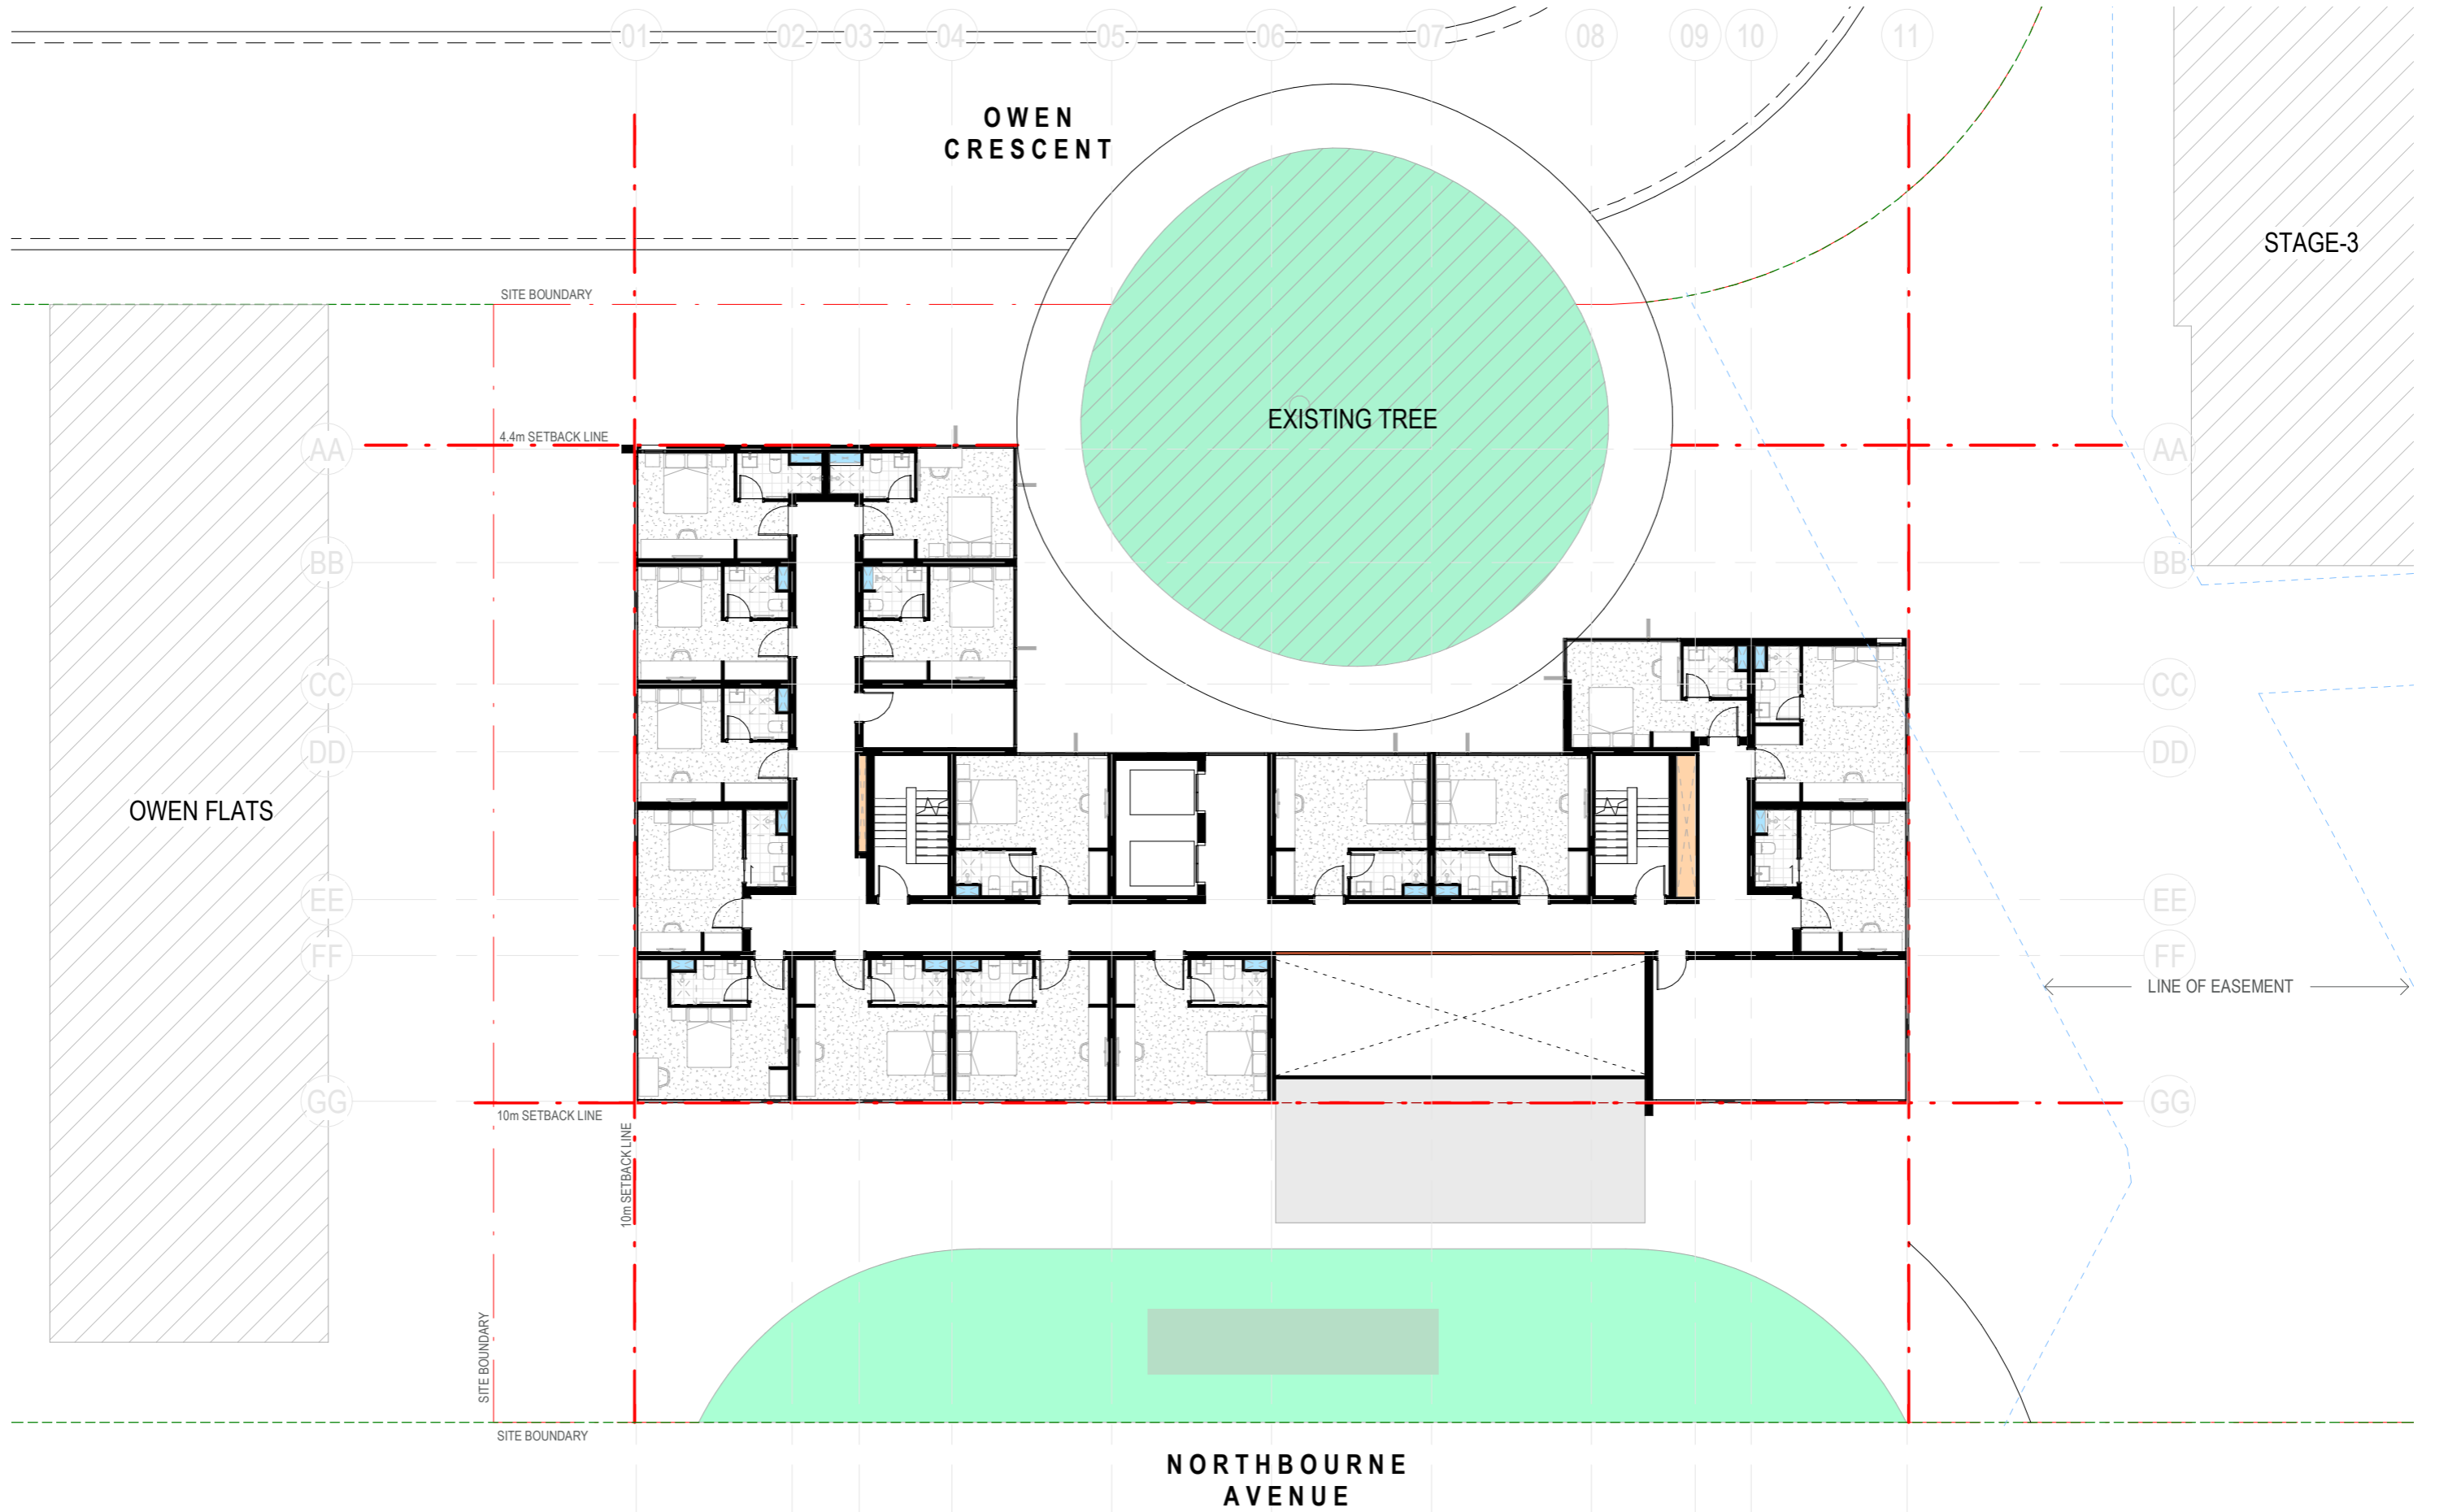 01 02 03 04 05 06 07 08 09 10 11
OWEN
CRESCENT
STAGE-3
SITE BOUNDARY
EXISTING TREE
4.4m SETBACK LINE
AA AA
BB BB
CC CC
DD DD
OWEN FLATS
EE EE
FF FF
LINE OF EASEMENT
GG GG
10m SETBACK LINE
10m SETBACK LINE
SITE BOUNDARY
SITE BOUNDARY
NORTHBOURNE
AVENUE